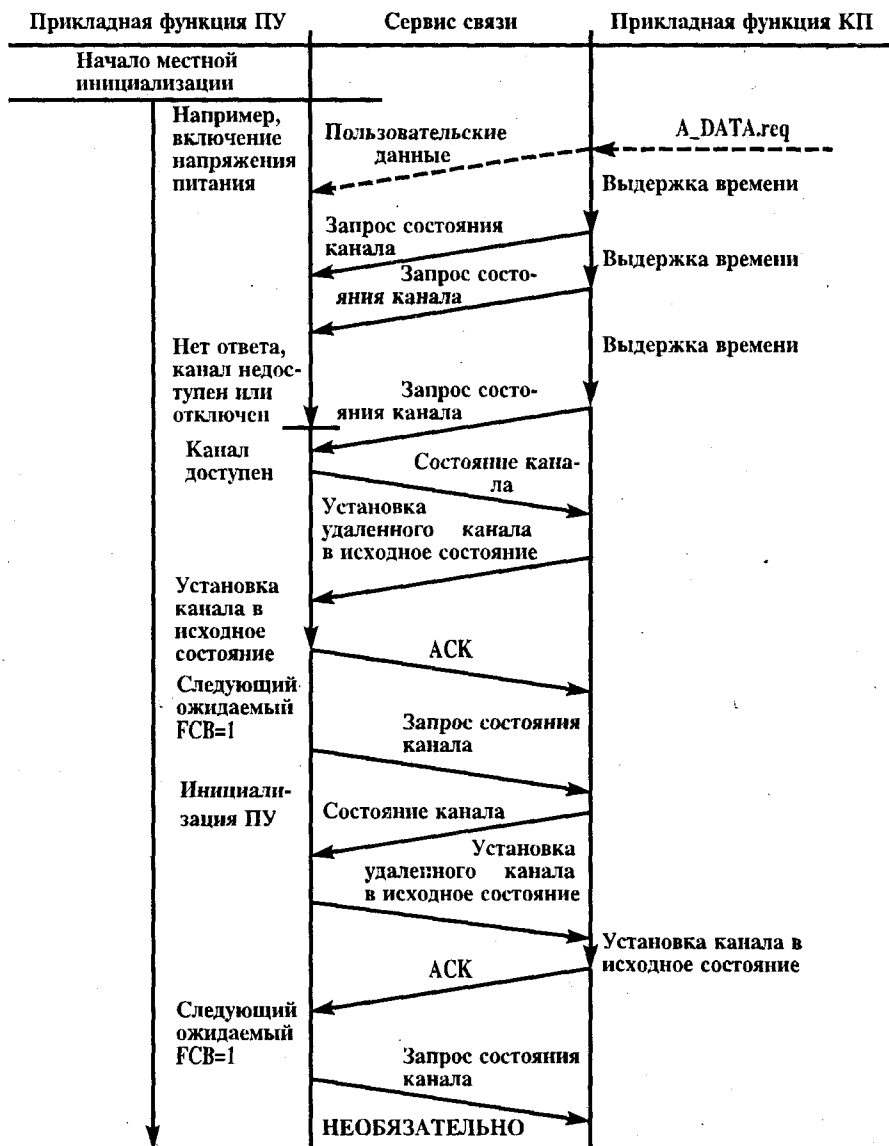 Прикладная функция ПУ
Сервис связи
Прикладная функция КП
Начало местной
инициализации
Например,
включение
напряжения
питания
Пользовательские
данные
A_DATA.req
Выдержка времени
Запрос состояния
канала
Выдержка времени
Запрос состо-
яния канала
Нет ответа,
канал недос-
тупен или
отключен
Выдержка времени
Запрос состо-
яния канала
Канал
доступен
Состояние кана-
ла
Установка
удаленного канала
в исходное состояние
Установка
канала в
исходное
состояние
АСК
Следующий
ожидаемый
FCB=1
Запрос состояния
канала
Инициали-
зация ПУ
Состояние канала
Установка
удаленного канала
в исходное состояние
Установка канала в
исходное состояние
АСК
Следующий
ожидаемый
FCB=1
Запрос состояния
канала
НЕОБЯЗАТЕЛЬНО